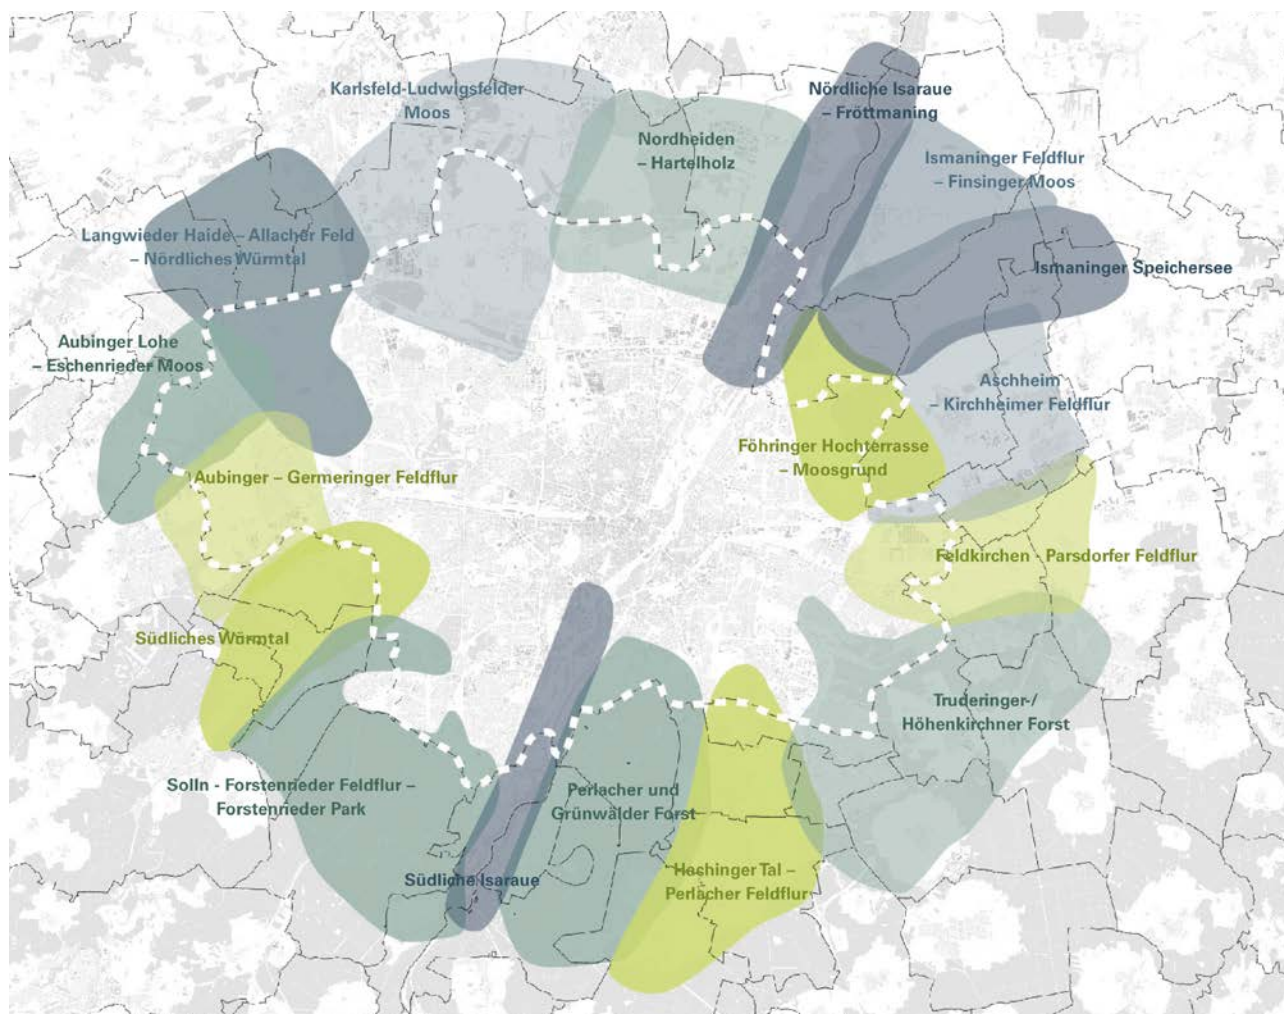 Karlsfeld-Ludwigsfelder
Moos
Nördliche Isaraue
– Fröttmaning
Nordheiden
– Hartelholz
Ismaninger Feldflur
– Finsinger Moos
Langwieder Haide – Allacher Feld
– Nördliches Würmtal
Ismaninger Speichersee
Aubinger Lohe
– Eschenrieder Moos
Aschheim
– Kirchheimer Feldflur
Föhringer Hochterrasse
– Moosgrund
Aubinger – Germeringer Feldflur
Feldkirchen - Parsdorfer Feldflur
Südliches Würmtal
Truderinger-/
Höhenkirchner Forst
Solln - Forstenrieder Feldflur –
Forstenrieder Park
Perlacher und
Grünwälder Forst
Südliche Isaraue
Hachinger Tal –
Perlacher Feldflur